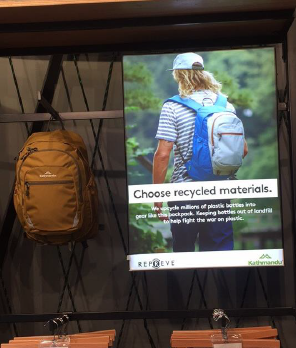 Choose recycled materials.
We upcycle millions of plastic bottles into
gear like this backpack. Keeping bottles out of landfill
to help fight the war on plastic.
REPREVE
Kathmandu